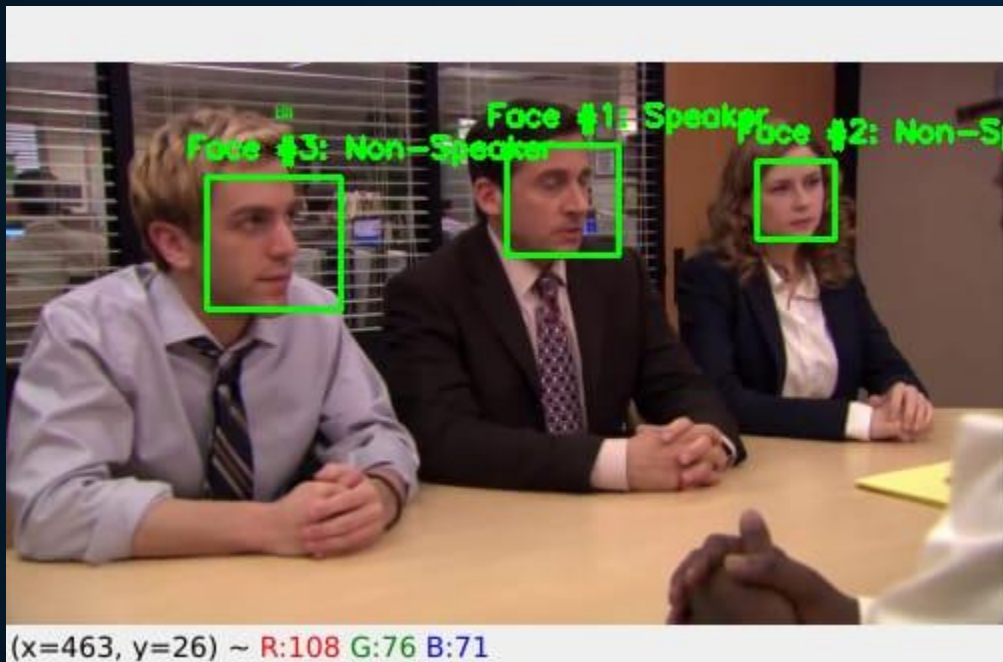 Face #1: Speaker
Face #2: Non-Sp
Face #3: Non-Speaker
(x=463, y=26) ~ R:108 G:76 B:71